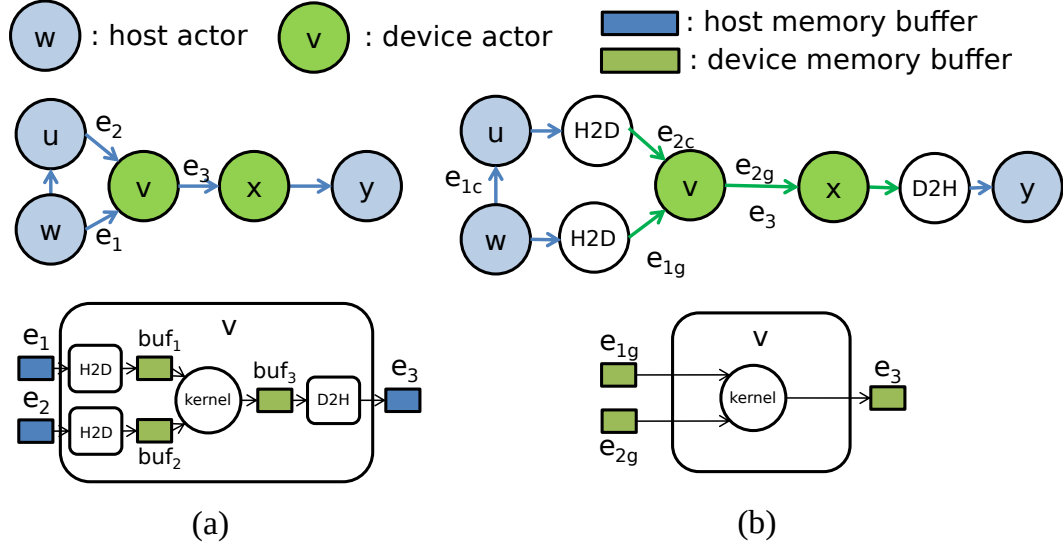 w : host actor
v : device actor
host memory buffer
: device memory buffer
u
e2
v
e3
x
y
w
e1
u
H2D
e2c
e1c
v
e2g
e3
x
D2H
y
w
H2D
e1g
v
e1
H2D
buf1
e2
H2D
buf2
kernel
buf3
D2H
e3
v
e1g
e2g
kernel
e3
(a)
(b)